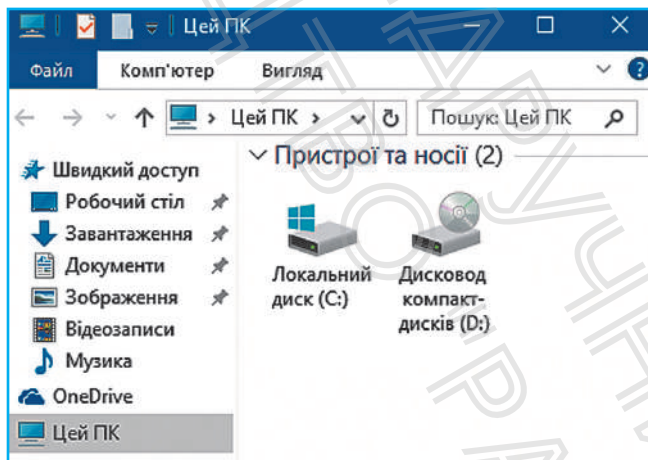 Цей ПК
Файл Комп'ютер Вигляд
Цей ПК
Пошук: Цей ПК
Швидкий доступ
Робочий стіл
Завантаження
Документи
Зображення
Відеозаписи
Музика
OneDrive
Цей ПК
Пристрої та носії (2)
Локальний
диск (C:)
Дисковод
компакт-
дисків (D:)